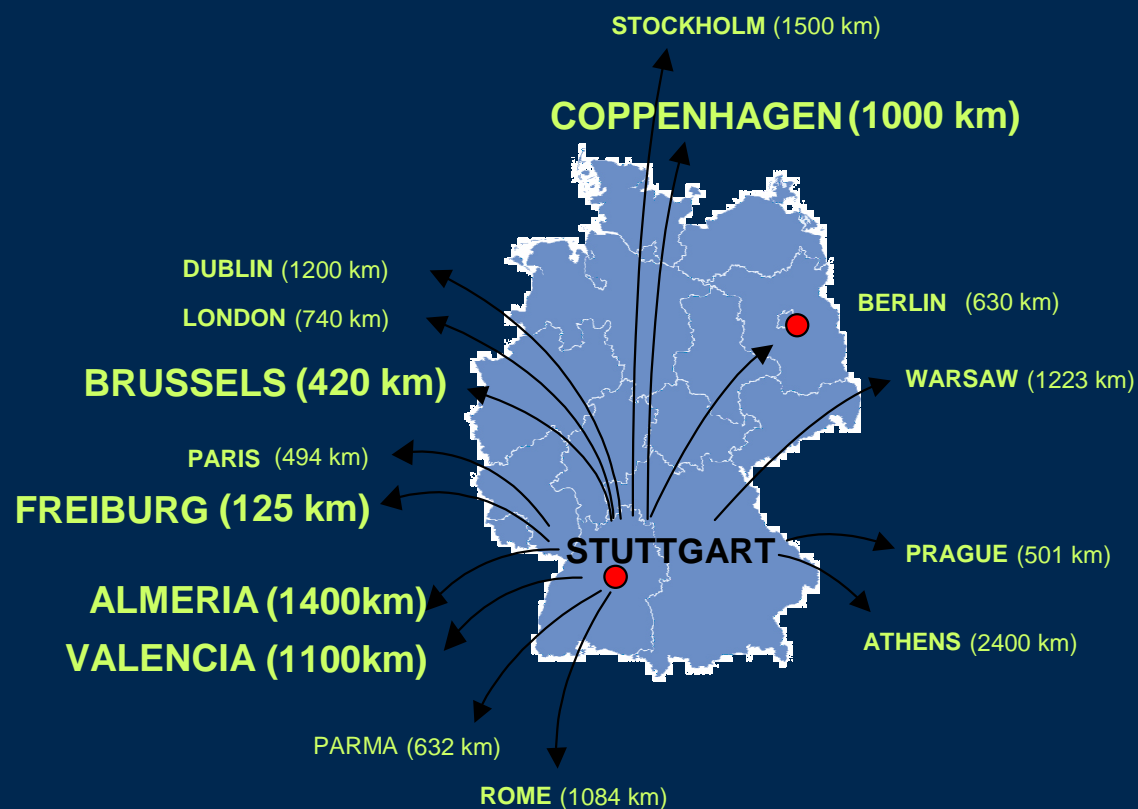 STOCKHOLM (1500 km)
COPPENHAGEN (1000 km)
DUBLIN (1200 km)
LONDON (740 km)
BERLIN (630 km)
BRUSSELS (420 km)
WARSAW (1223 km)
PARIS (494 km)
FREIBURG (125 km)
STUTTGART
PRAGUE (501 km)
ALMERIA (1400km)
VALENCIA (1100km)
ATHENS (2400 km)
PARMA (632 km)
ROME (1084 km)